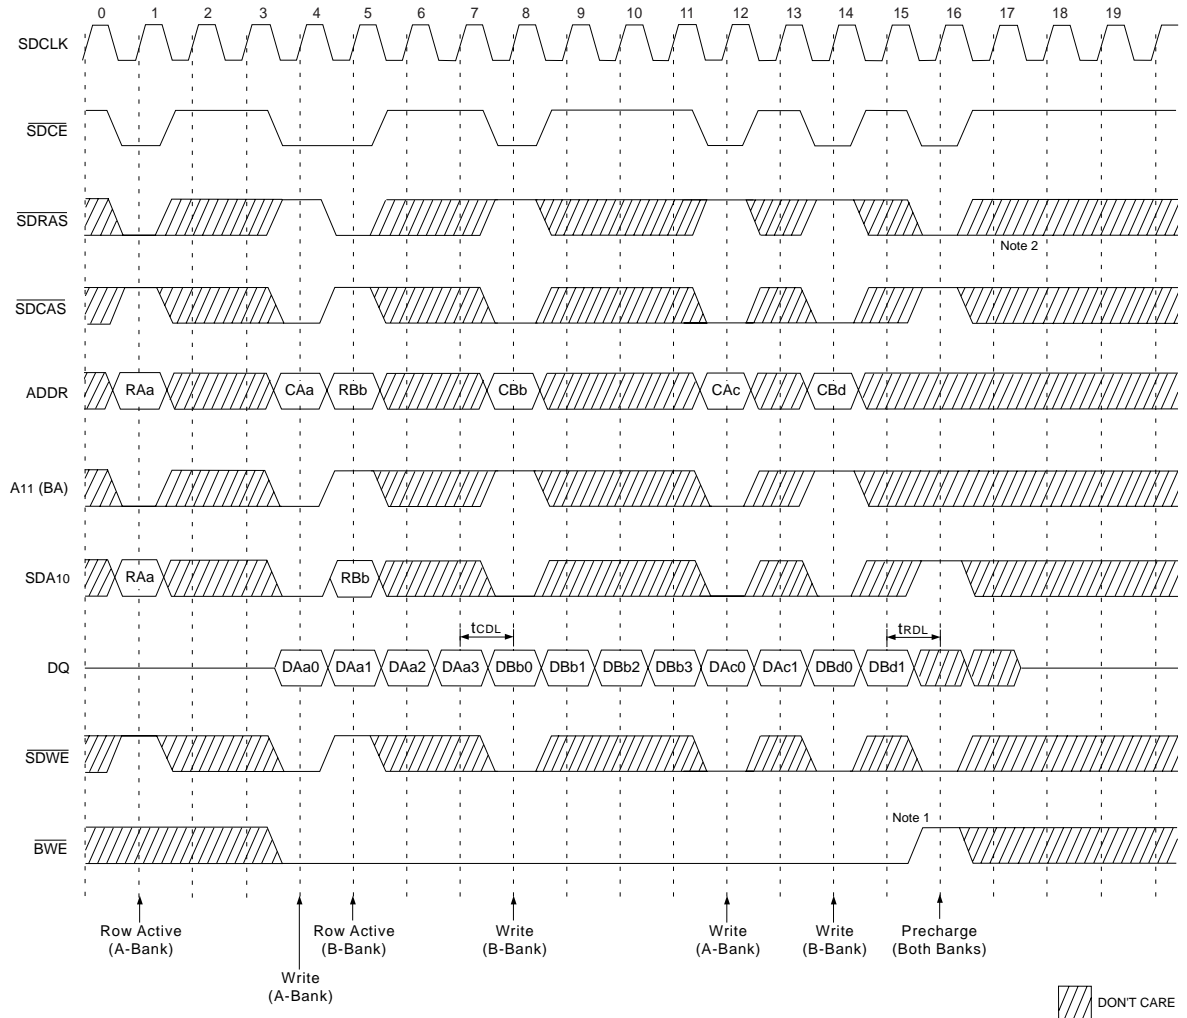 0 1 2 3 4 5 6 7 8 9 10 11 12 13 14 15 16 17 18 19
SDCLK
SDCE
SDRAS
Note 2
SDCAS
ADDR RAa CAa RBb CBb CAc CBd
A11 (BA)
SDA10 RAa RBb
tCDL tRDL
DQ DAa0 DAa1 DAa2 DAa3 DBb0 DBb1 DBb2 DBb3 DAc0 DAc1 DBd0 DBd1
SDWE
Note 1
BWE
Row Active
(A-Bank)
Write
(A-Bank)
Row Active
(B-Bank)
Write
(B-Bank)
Write
(A-Bank)
Write
(B-Bank)
Precharge
(Both Banks)
DON'T CARE